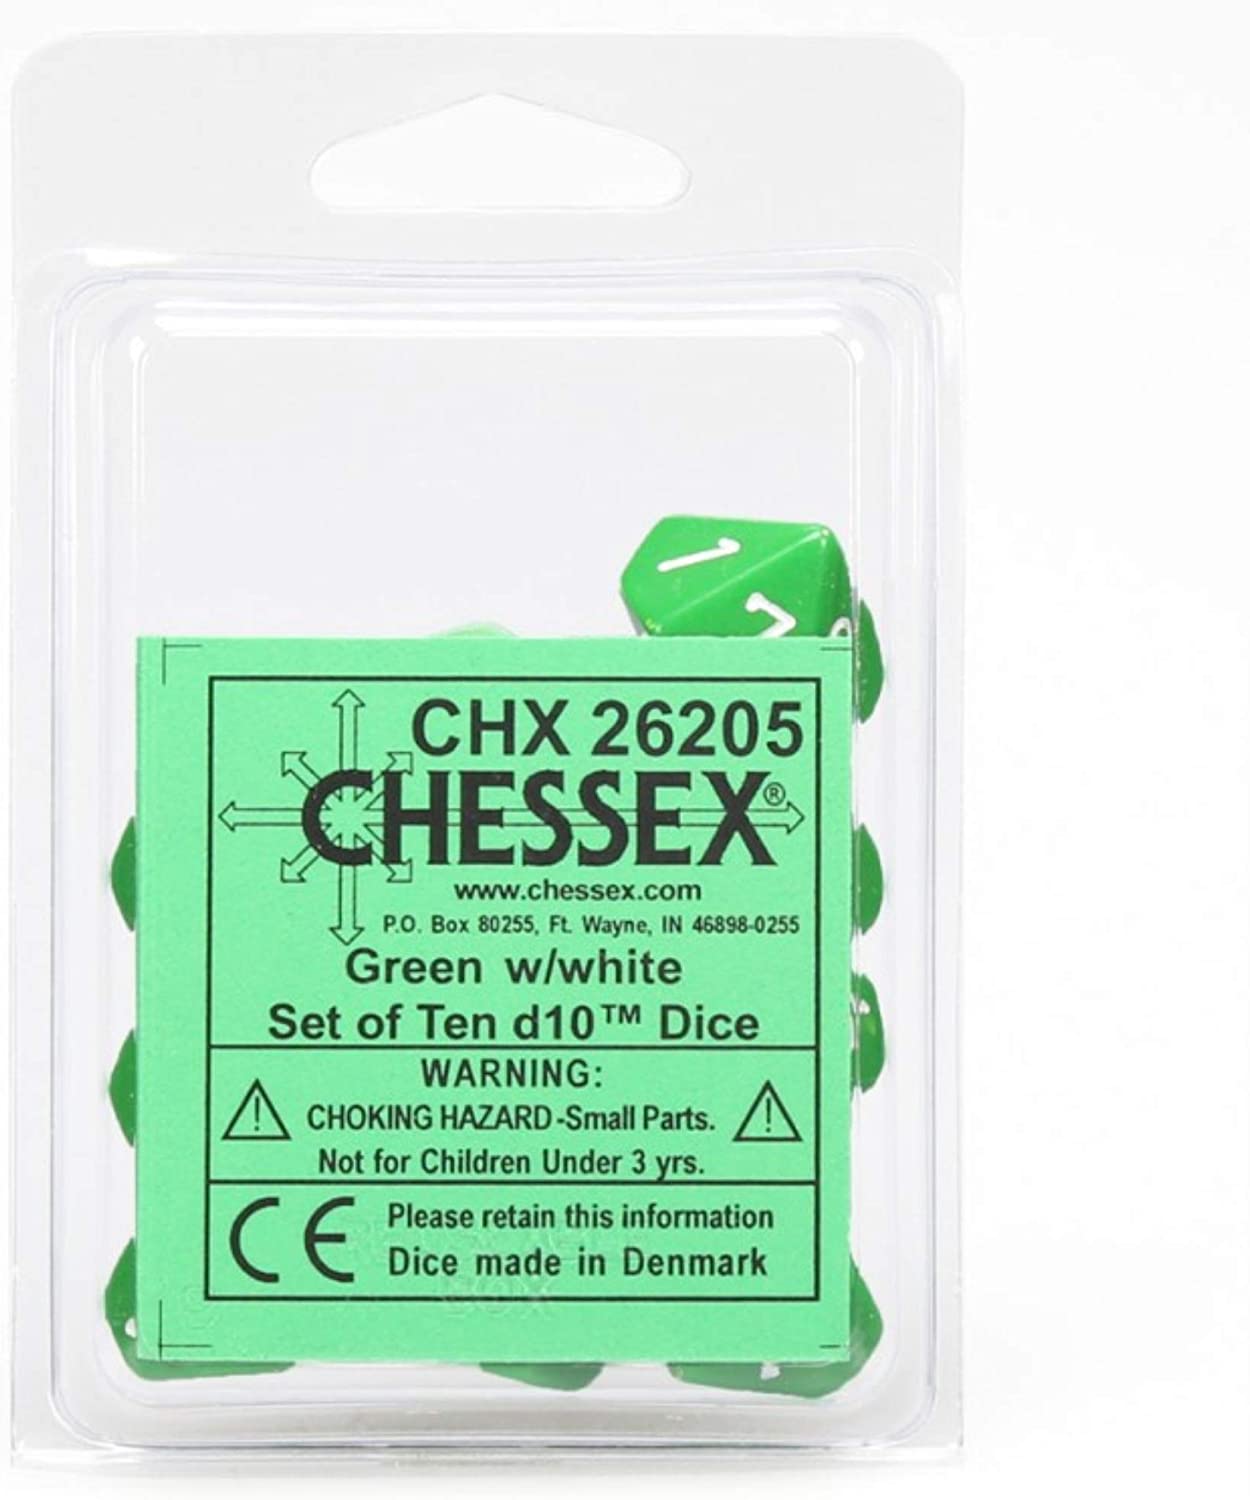 1
7
CHX 26205
CHESSEX®
www.chessex.com
P.O. Box 80255, Ft. Wayne, IN 46898-0255
Green w/white
Set of Ten d10™ Dice
WARNING:
CHOKING HAZARD-Small Parts.
Not for Children Under 3 yrs.
CE
Please retain this information
Dice made in Denmark